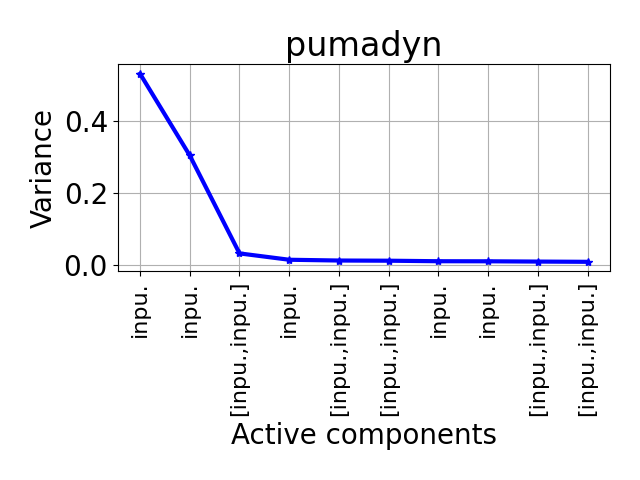 pumadyn
Variance
0.4
0.2
0.0
inpu.
inpu.
[inpu.,inpu.]
inpu.
[inpu.,inpu.]
[inpu.,inpu.]
inpu.
inpu.
[inpu.,inpu.]
[inpu.,inpu.]
Active components